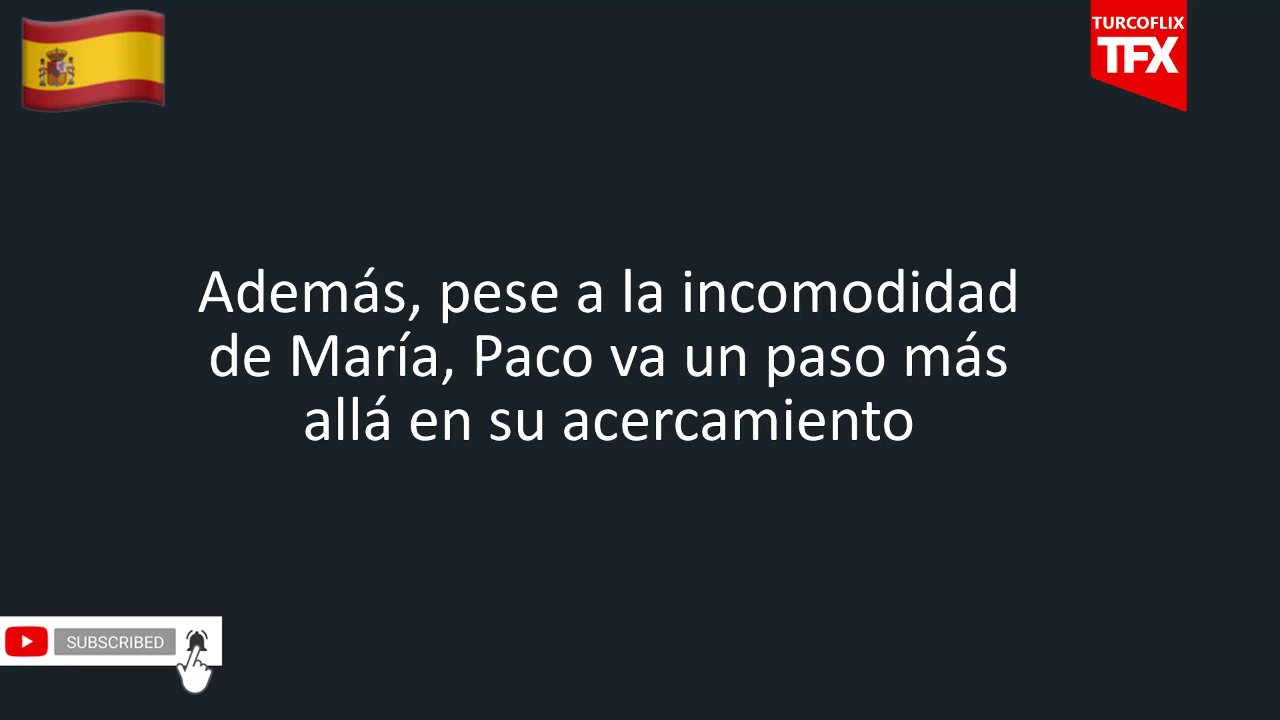 TURCOFLIX
TFX
Además, pese a la incomodidad
de María, Paco va un paso más
allá en su acercamiento
SUBSCRIBED